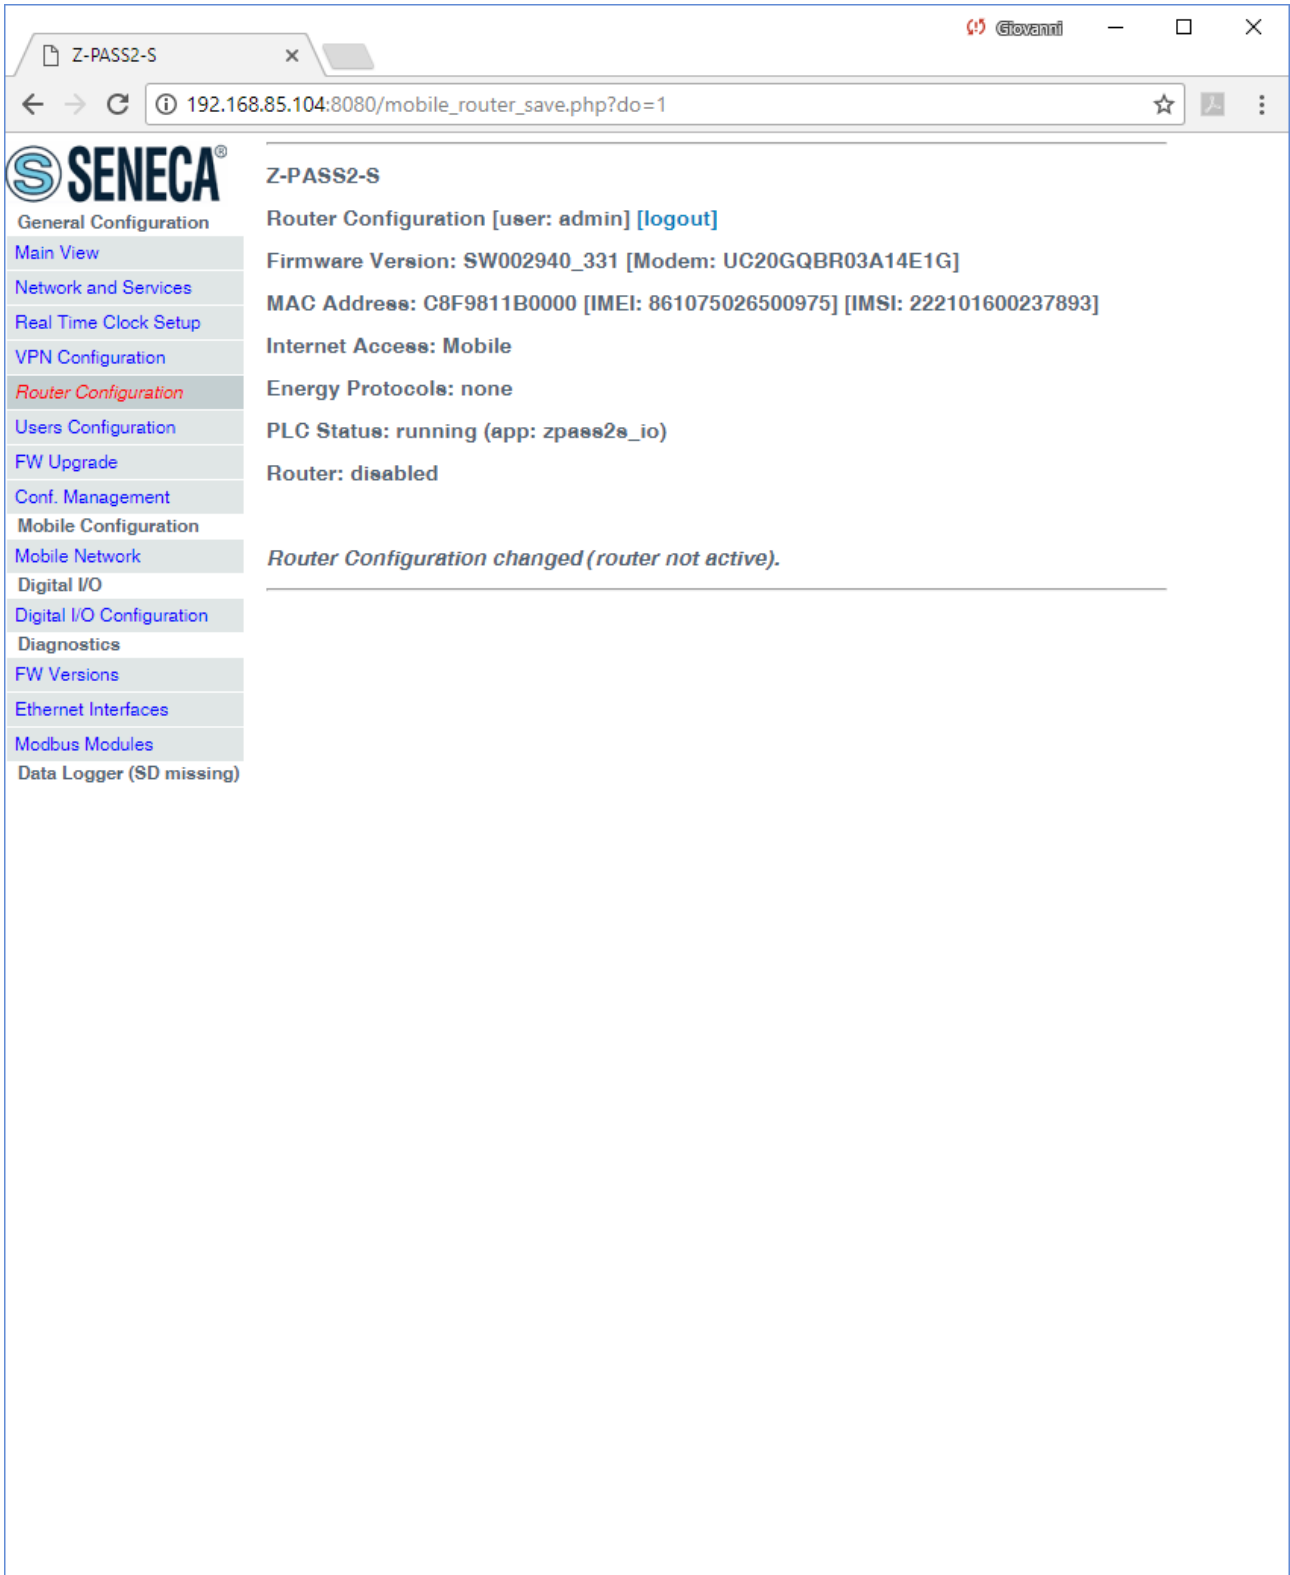 Giovanni
Z-PASS2-S
192.168.85.104:8080/mobile_router_save.php?do=1
SENECA®
General Configuration
Main View
Network and Services
Real Time Clock Setup
VPN Configuration
Router Configuration
Users Configuration
FW Upgrade
Conf. Management
Mobile Configuration
Mobile Network
Digital I/O
Digital I/O Configuration
Diagnostics
FW Versions
Ethernet Interfaces
Modbus Modules
Data Logger (SD missing)
Z-PASS2-S
Router Configuration [user: admin] [logout]
Firmware Version: SW002940_331 [Modem: UC20GQBR03A14E1G]
MAC Address: C8F9811B0000 [IMEI: 861075026500975] [IMSI: 222101600237893]
Internet Access: Mobile
Energy Protocols: none
PLC Status: running (app: zpass2s_io)
Router: disabled
Router Configuration changed (router not active).